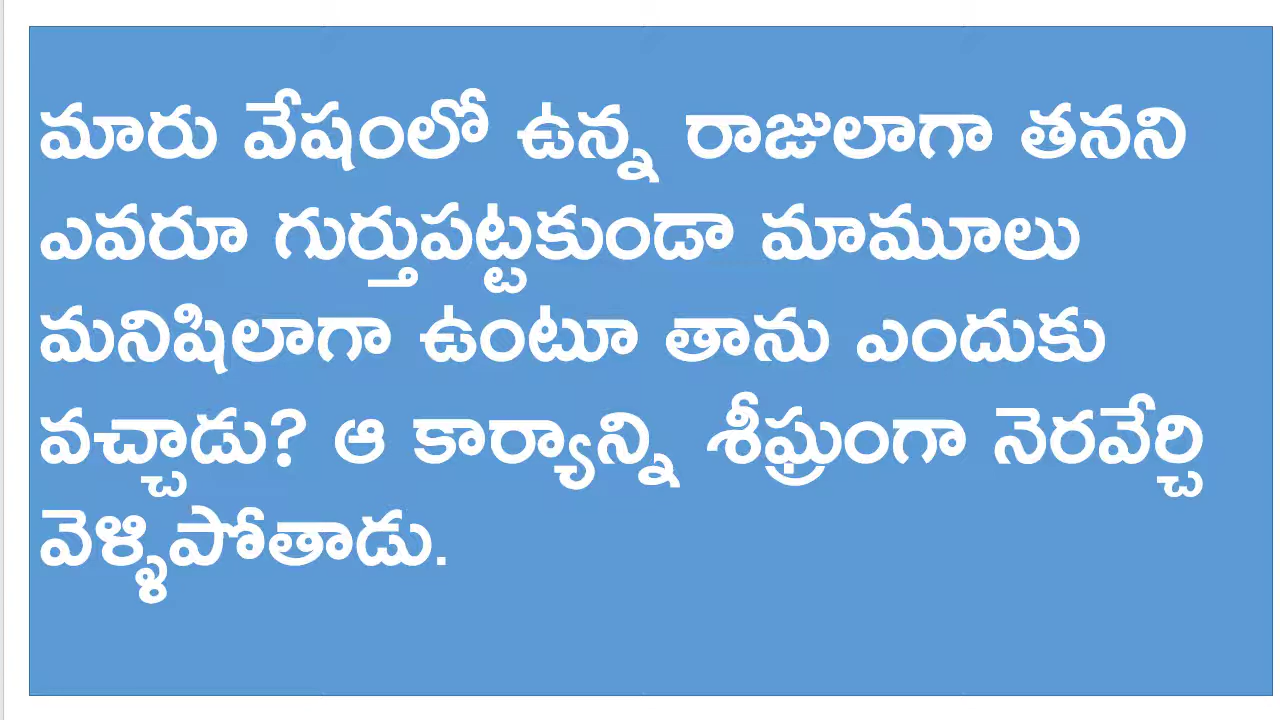 మారు వేషంలో ఉన్న రాజులాగా తనని
ఎవరూ గుర్తుపట్టకుండా మామూలు
మనిషిలాగా ఉంటూ తాను ఎందుకు
వచ్చాడు? ఆ కార్యాన్ని శీఘ్రంగా నెరవేర్చి
వెళ్ళిపోతాడు.